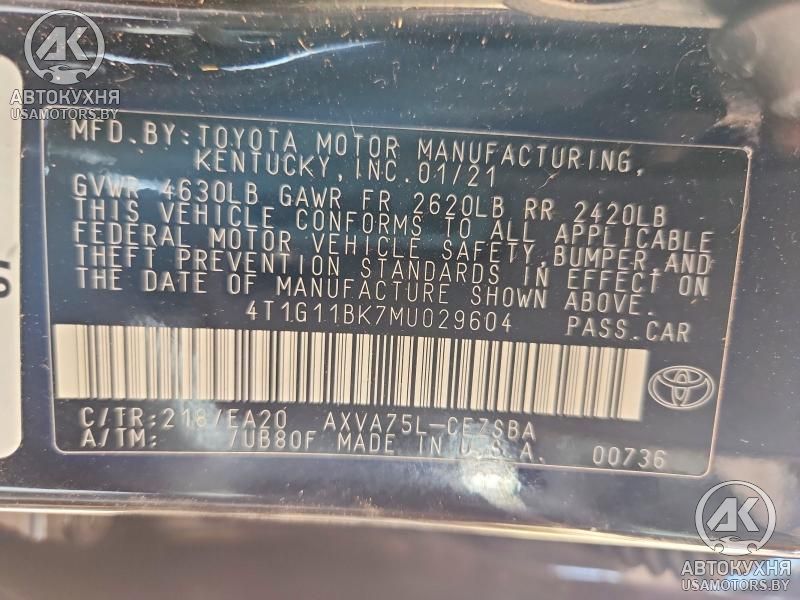 AK
АВТОКУХНЯ
USAMOTORS.BY
MFD. BY: TOYOTA MOTOR MANUFACTURING,
KENTUCKY, INC. 01/21
GVWR 4630LB GAWR FR 2620LB RR 2420LB
THIS VEHICLE CONFORMS TO ALL APPLICABLE
FEDERAL MOTOR VEHICLE SAFETY, BUMPER AND
THEFT PREVENTION STANDARDS IN EFFECT ON
THE DATE OF MANUFACTURE SHOWN ABOVE.
4T1G11BK7MU029604 PASS.CAR
C/TR:218/EA20 AXVA75L-CEZSBA
A/TM: /UB80F MADE IN U.S.A. 00736
AK
АВТОКУХНЯ
USAMOTORS.BY